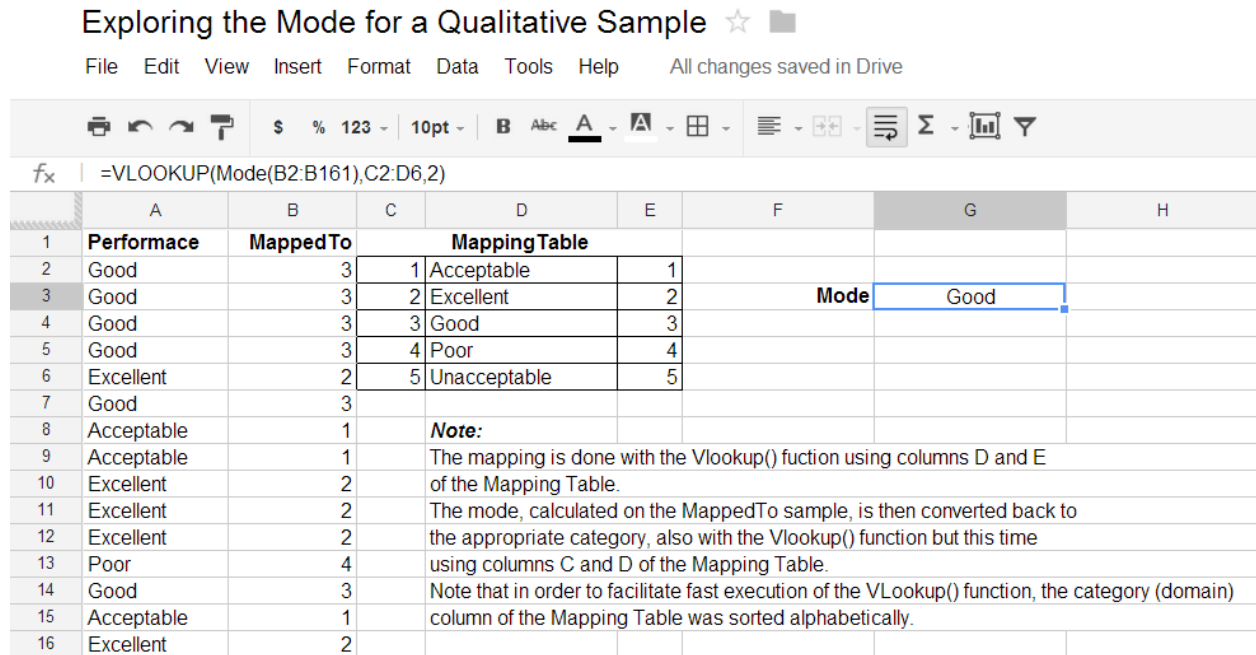 Exploring the Mode for a Qualitative Sample
File Edit View Insert Format Data Tools Help All changes saved in Drive
$ % 123 10pt B Abc A A Σ
fx =VLOOKUP(Mode(B2:B161),C2:D6,2)
A B C D E F G H
1 Performace MappedTo MappingTable
2 Good 3 1 Acceptable 1
3 Good 3 2 Excellent 2 Mode Good
4 Good 3 3 Good 3
5 Good 3 4 Poor 4
6 Excellent 2 5 Unacceptable 5
7 Good 3
8 Acceptable 1 Note:
9 Acceptable 1 The mapping is done with the Vlookup() fuction using columns D and E
10 Excellent 2 of the Mapping Table.
11 Excellent 2 The mode, calculated on the MappedTo sample, is then converted back to
12 Excellent 2 the appropriate category, also with the Vlookup() function but this time
13 Poor 4 using columns C and D of the Mapping Table.
14 Good 3 Note that in order to facilitate fast execution of the VLookup() function, the category (domain)
15 Acceptable 1 column of the Mapping Table was sorted alphabetically.
16 Excellent 2